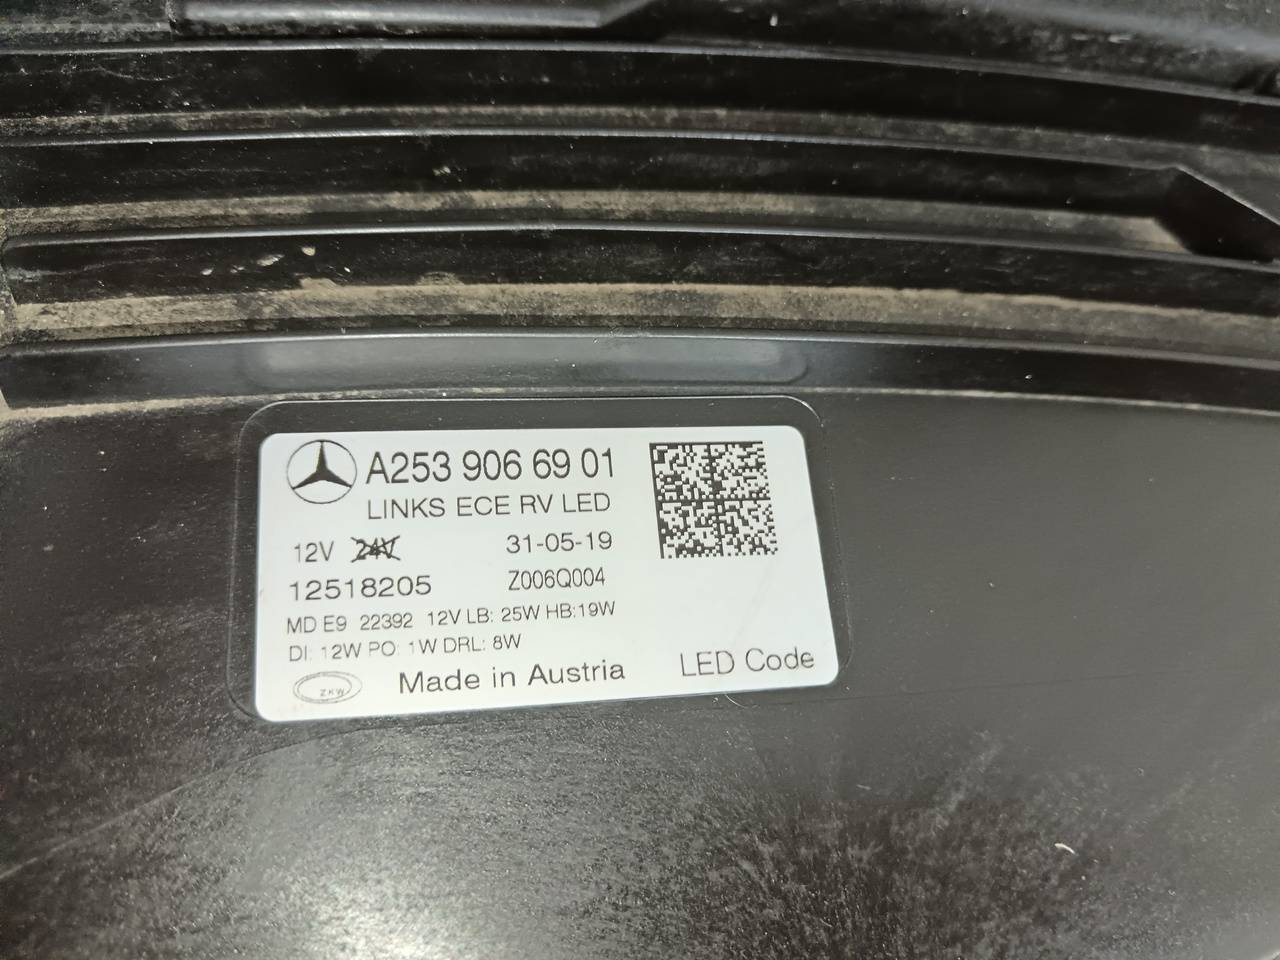 A253 906 69 01
LINKS ECE RV LED
12V 24V 31-05-19
12518205 Z006Q004
MD E9 22392 12V LB: 25W HB:19W
DI: 12W PO: 1W DRL: 8W
ZKW Made in Austria LED Code